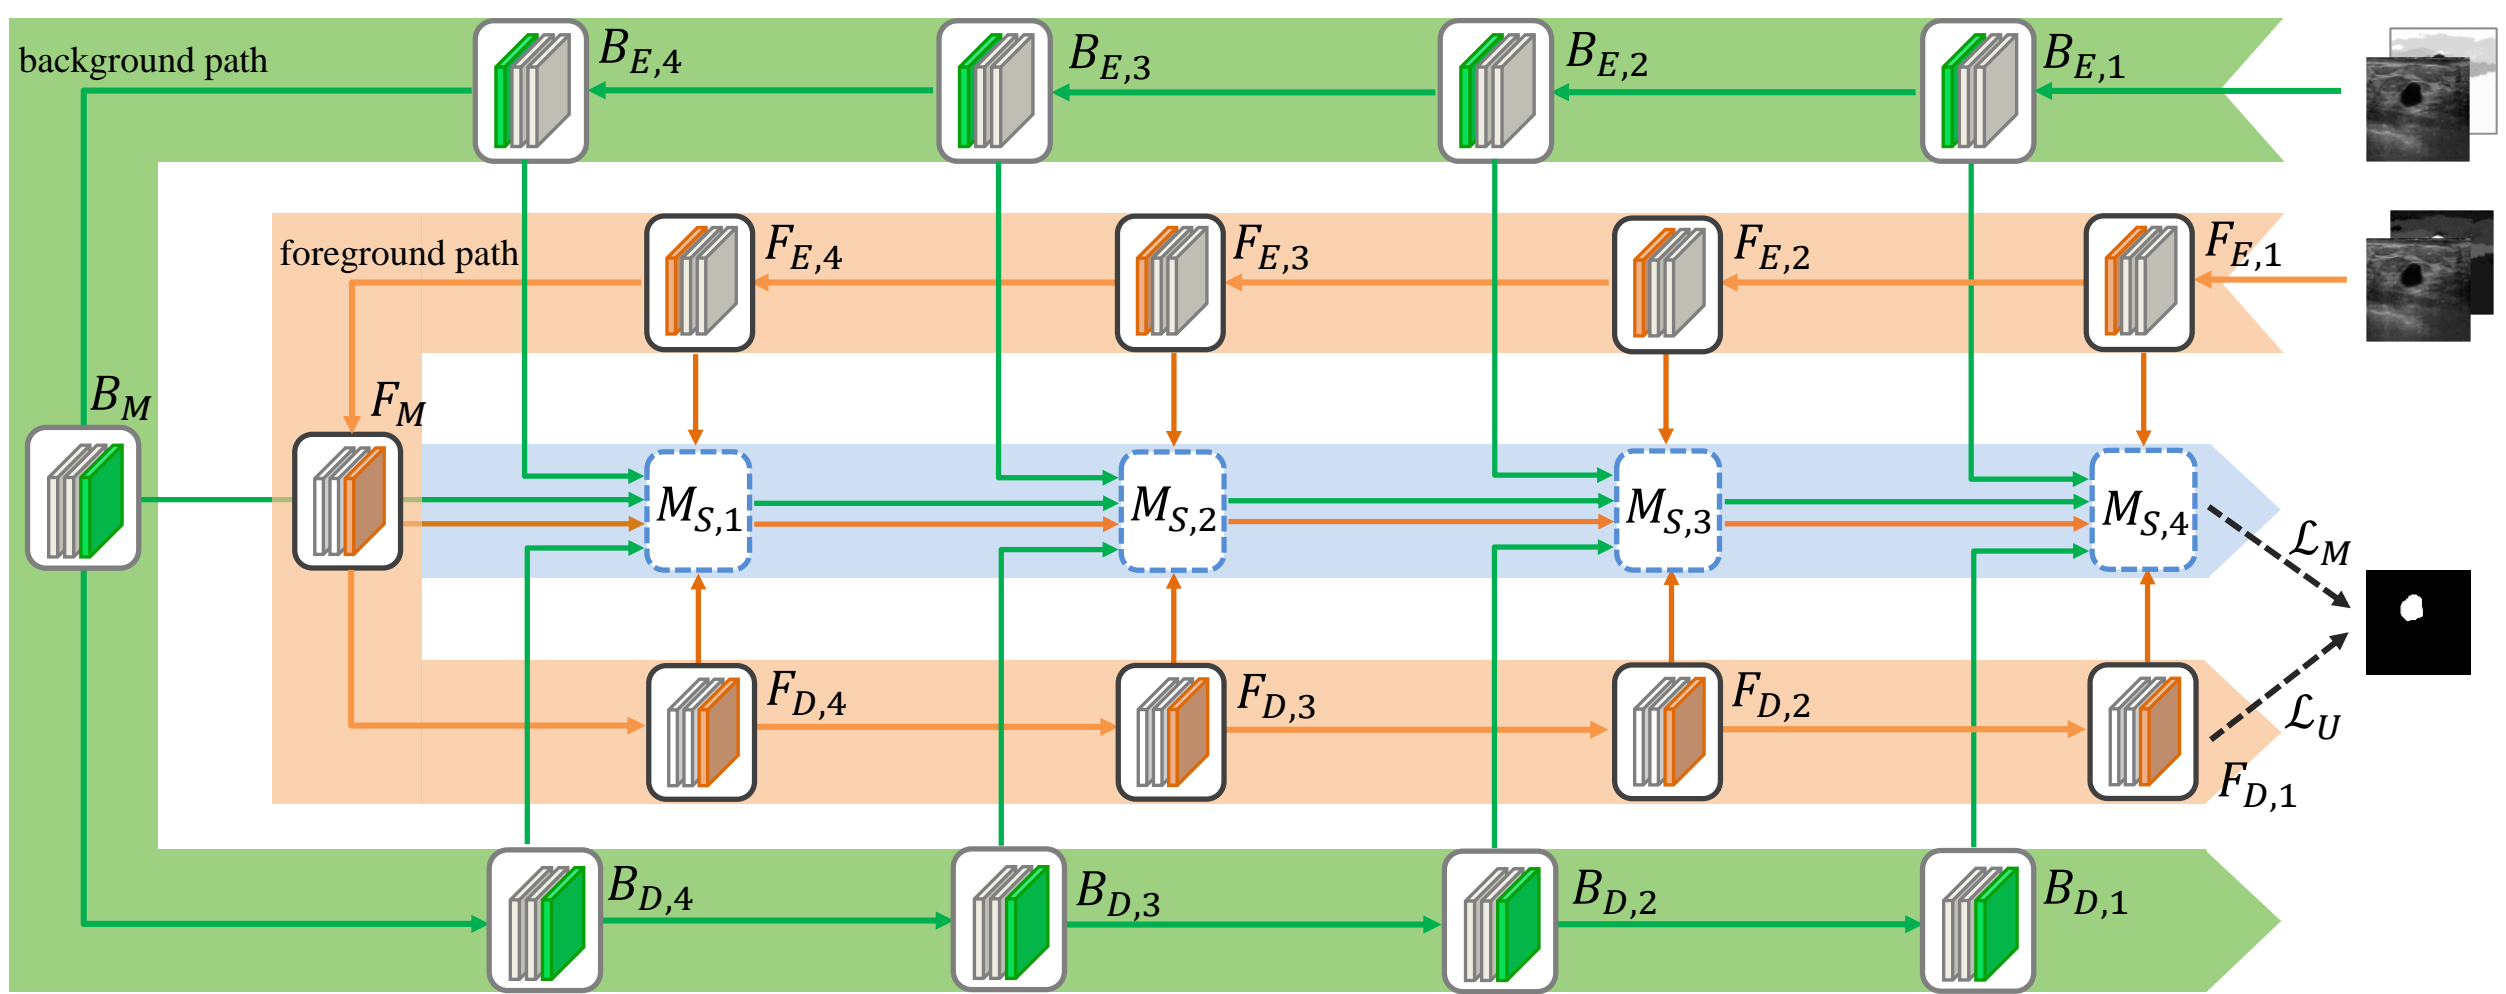 background path
B_{E,4}
B_{E,3}
B_{E,2}
B_{E,1}
foreground path
F_{E,4}
F_{E,3}
F_{E,2}
F_{E,1}
B_M
F_M
M_{S,1}
M_{S,2}
M_{S,3}
M_{S,4}
ℒ_M
F_{D,4}
F_{D,3}
F_{D,2}
ℒ_U
F_{D,1}
B_{D,4}
B_{D,3}
B_{D,2}
B_{D,1}